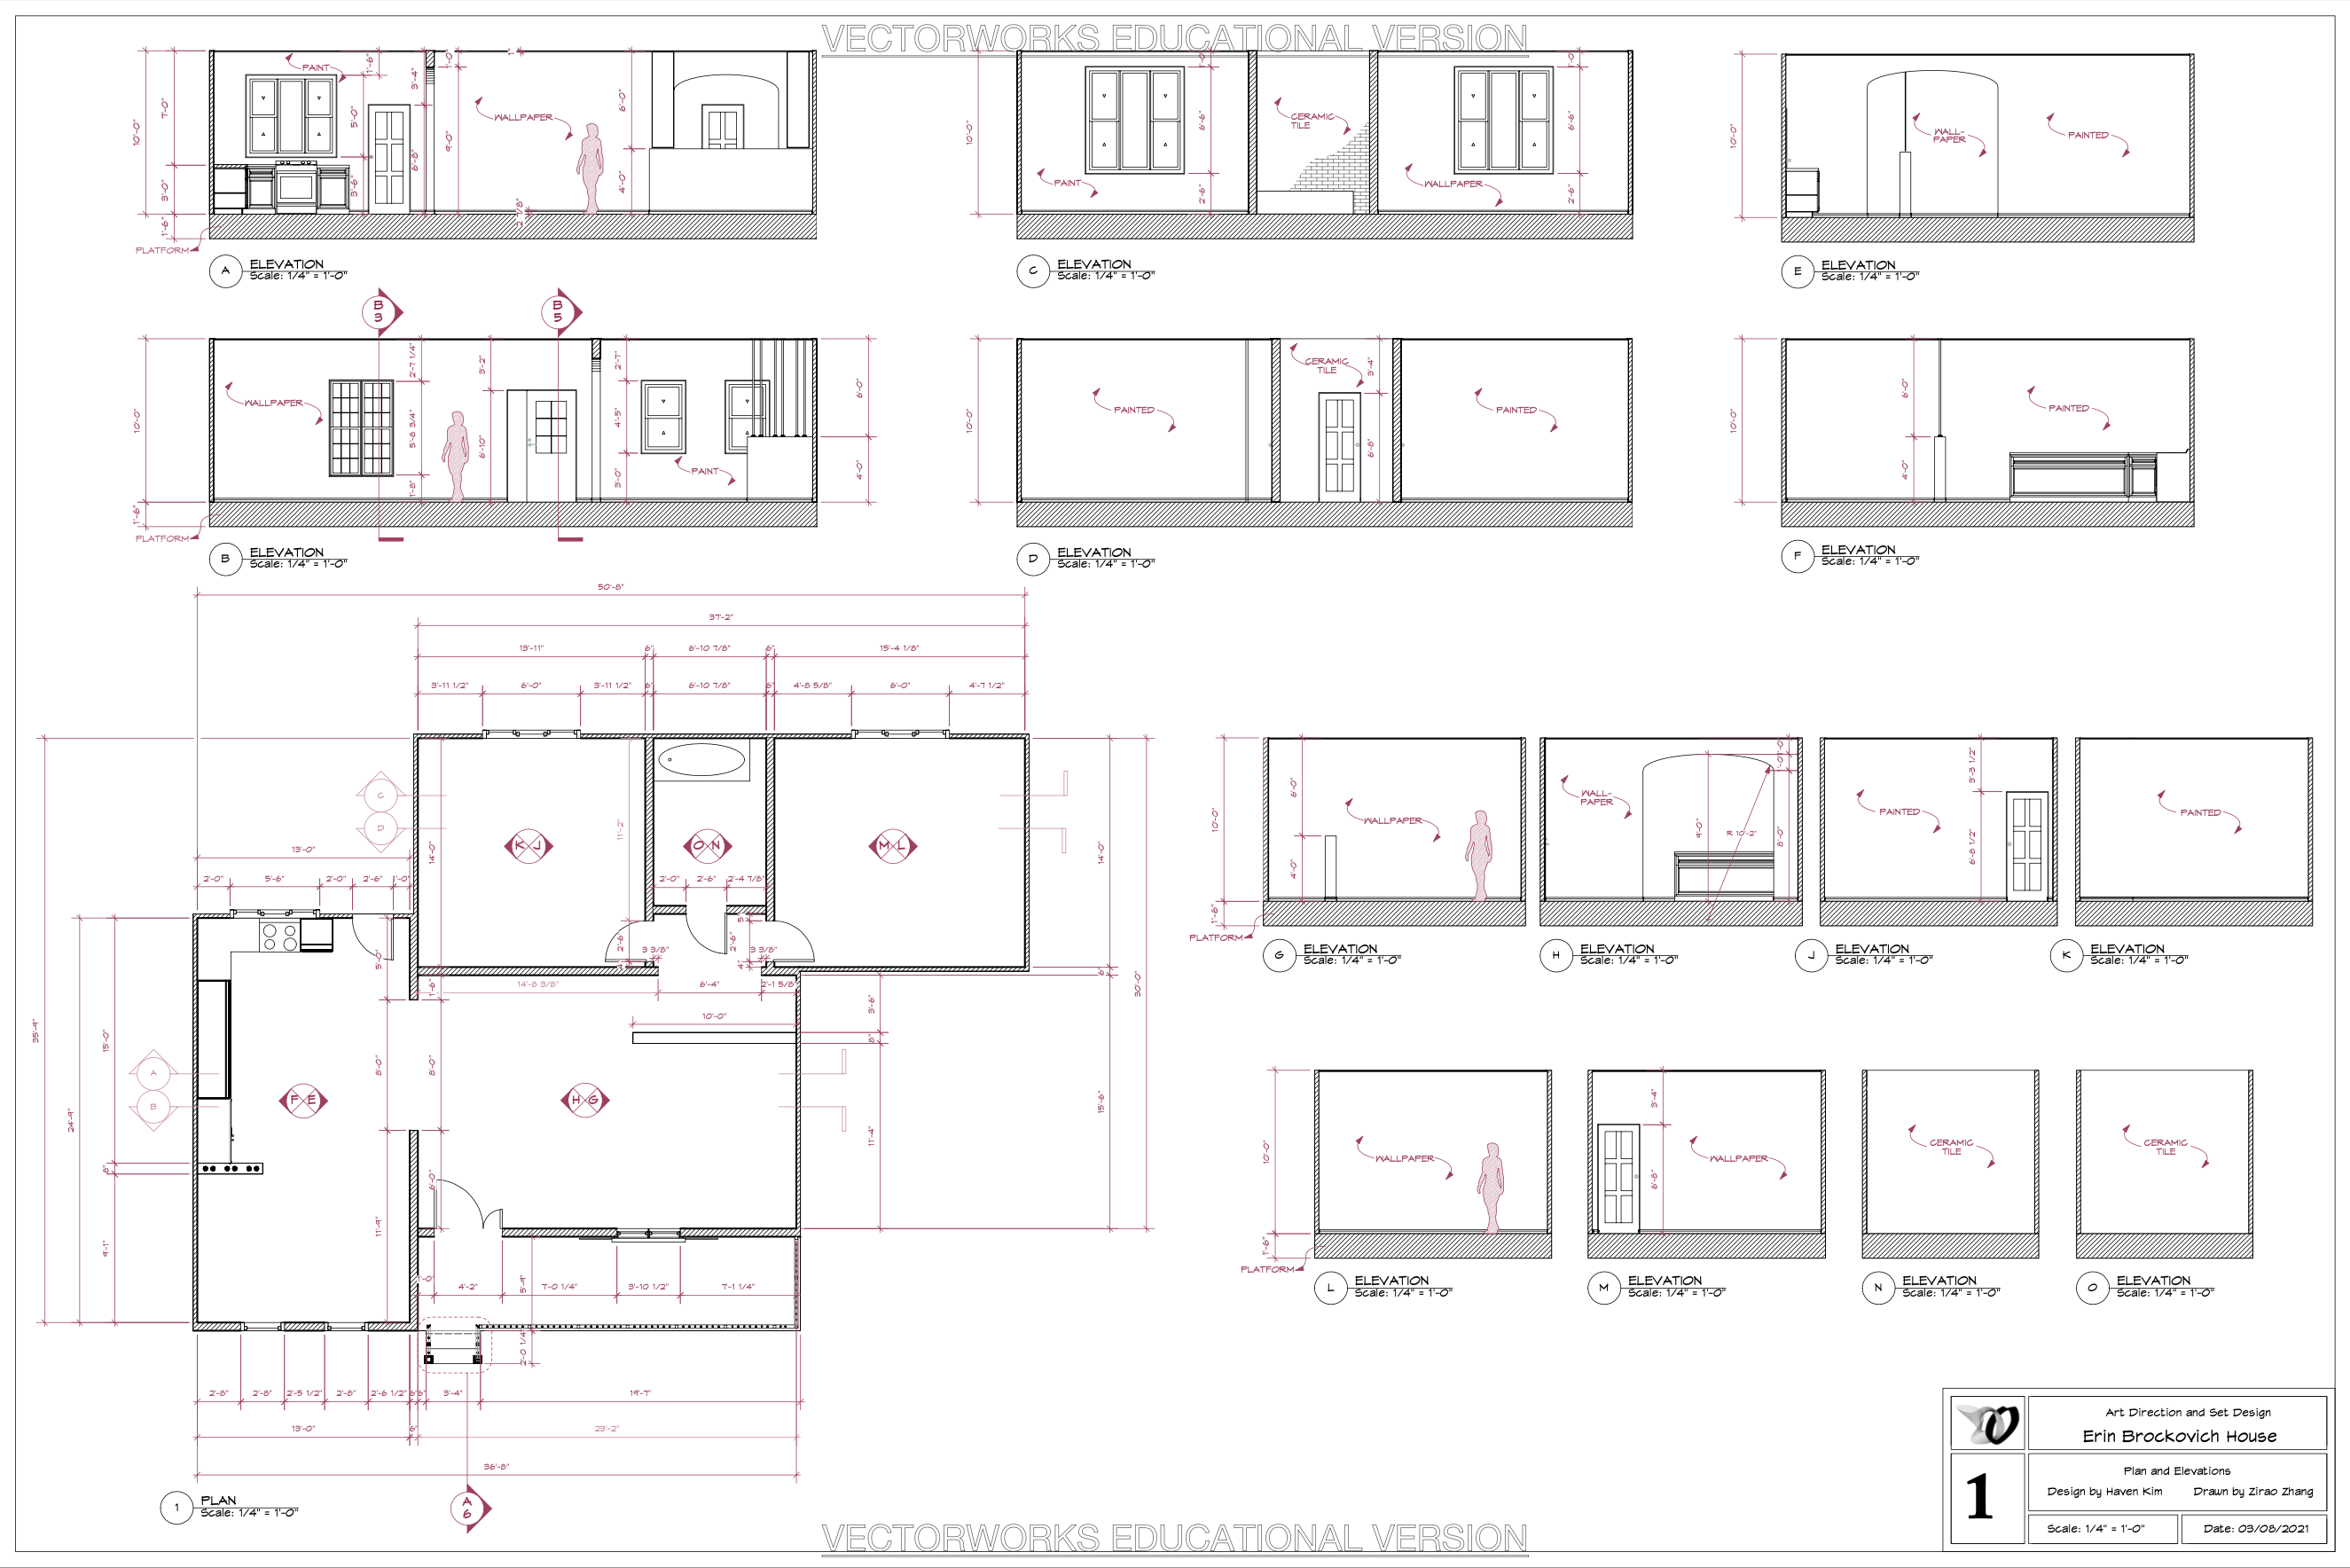 VECTORWORKS EDUCATIONAL VERSION
10'-0"
7'-0"
3'-0"
1'-6"
PAINT
1'-6"
5'-0"
3'-6"
3'-4"
6'-8"
1'-0"
9'-0"
WALLPAPER
6'-0"
4'-0"
PLATFORM
A
ELEVATION
Scale: 1/4" = 1'-0"
10'-0"
PAINT
1'-0"
6'-6"
2'-6"
CERAMIC
TILE
WALLPAPER
1'-0"
6'-6"
2'-6"
C
ELEVATION
Scale: 1/4" = 1'-0"
10'-0"
WALL-
PAPER
PAINTED
E
ELEVATION
Scale: 1/4" = 1'-0"
B
3
B
5
10'-0"
1'-6"
WALLPAPER
2'-7 1/4"
5'-8 3/4"
1'-8"
3'-2"
6'-10"
2'-7"
4'-5"
3'-0"
PAINT
6'-0"
4'-0"
PLATFORM
B
ELEVATION
Scale: 1/4" = 1'-0"
10'-0"
PAINTED
CERAMIC
TILE
3'-4"
6'-8"
PAINTED
D
ELEVATION
Scale: 1/4" = 1'-0"
10'-0"
6'-0"
4'-0"
PAINTED
F
ELEVATION
Scale: 1/4" = 1'-0"
50'-8"
37'-2"
13'-11" 6" 6'-10 7/8" 6" 15'-4 1/8"
3'-11 1/2" 6'-0" 3'-11 1/2" 6" 6'-10 7/8" 6" 4'-8 5/8" 6'-0" 4'-7 1/2"
C
D
13'-0"
2'-0" 5'-6" 2'-0" 2'-6" 1'-0"
14'-0"
11'-2"
K J
O N
M L
2'-0" 2'-6" 2'-4 7/8"
14'-0"
30'-0"
5'-0"
2'-6"
3 3/8"
2'-6"
3 3/8"
1'-6"
14'-8 3/8" 6'-4" 2'-1 5/8"
6"
10'-0"
3'-6"
8"
35'-9"
24'-9"
15'-0"
8"
9'-1"
A
B
F E
8'-0"
8'-0"
H G
11'-4"
15'-6"
6'-0"
11'-9"
4'-2" 7'-0 1/4" 3'-10 1/2" 7'-1 1/4"
5'-9"
2'-0 1/4"
2'-8" 2'-8" 2'-5 1/2" 2'-8" 2'-6 1/2" 6" 6" 3'-4" 19'-7"
13'-0" 6" 23'-2"
36'-8"
1
PLAN
Scale: 1/4" = 1'-0"
A
6
10'-0"
1'-6"
6'-0"
4'-0"
WALLPAPER
PLATFORM
G
ELEVATION
Scale: 1/4" = 1'-0"
WALL-
PAPER
9'-0"
R 10'-2"
1'-0"
8'-0"
H
ELEVATION
Scale: 1/4" = 1'-0"
PAINTED
3'-3 1/2"
6'-8 1/2"
J
ELEVATION
Scale: 1/4" = 1'-0"
PAINTED
K
ELEVATION
Scale: 1/4" = 1'-0"
10'-0"
1'-6"
WALLPAPER
PLATFORM
L
ELEVATION
Scale: 1/4" = 1'-0"
3'-4"
6'-8"
WALLPAPER
M
ELEVATION
Scale: 1/4" = 1'-0"
CERAMIC
TILE
N
ELEVATION
Scale: 1/4" = 1'-0"
CERAMIC
TILE
O
ELEVATION
Scale: 1/4" = 1'-0"
Art Direction and Set Design
Erin Brockovich House
1
Plan and Elevations
Design by Haven Kim Drawn by Zirao Zhang
Scale: 1/4" = 1'-0" Date: 03/08/2021
VECTORWORKS EDUCATIONAL VERSION